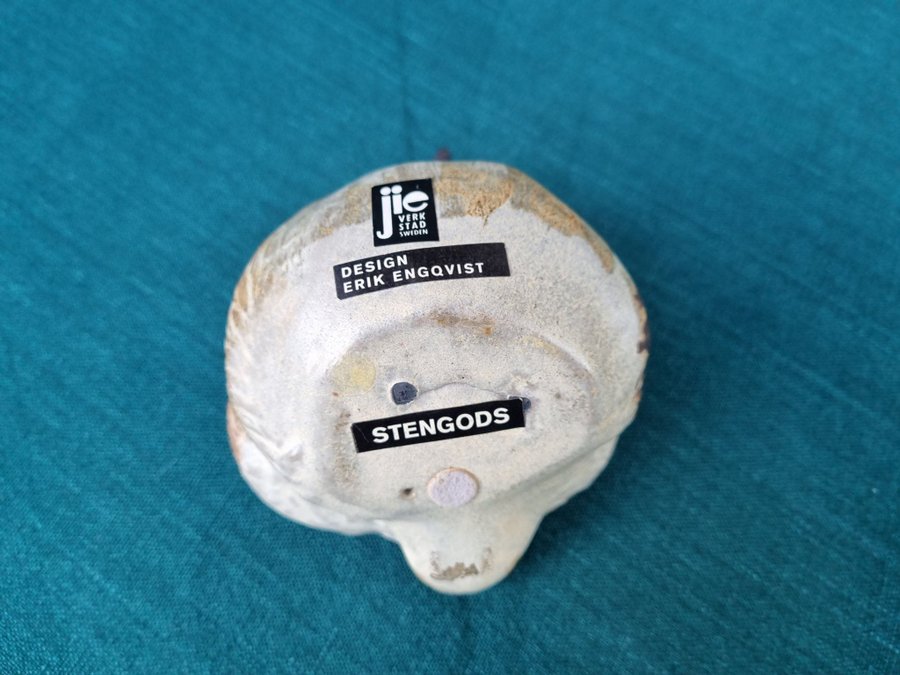 jie
VERK
STAD
SWEDEN
DESIGN
ERIK ENGQVIST
STENGODS